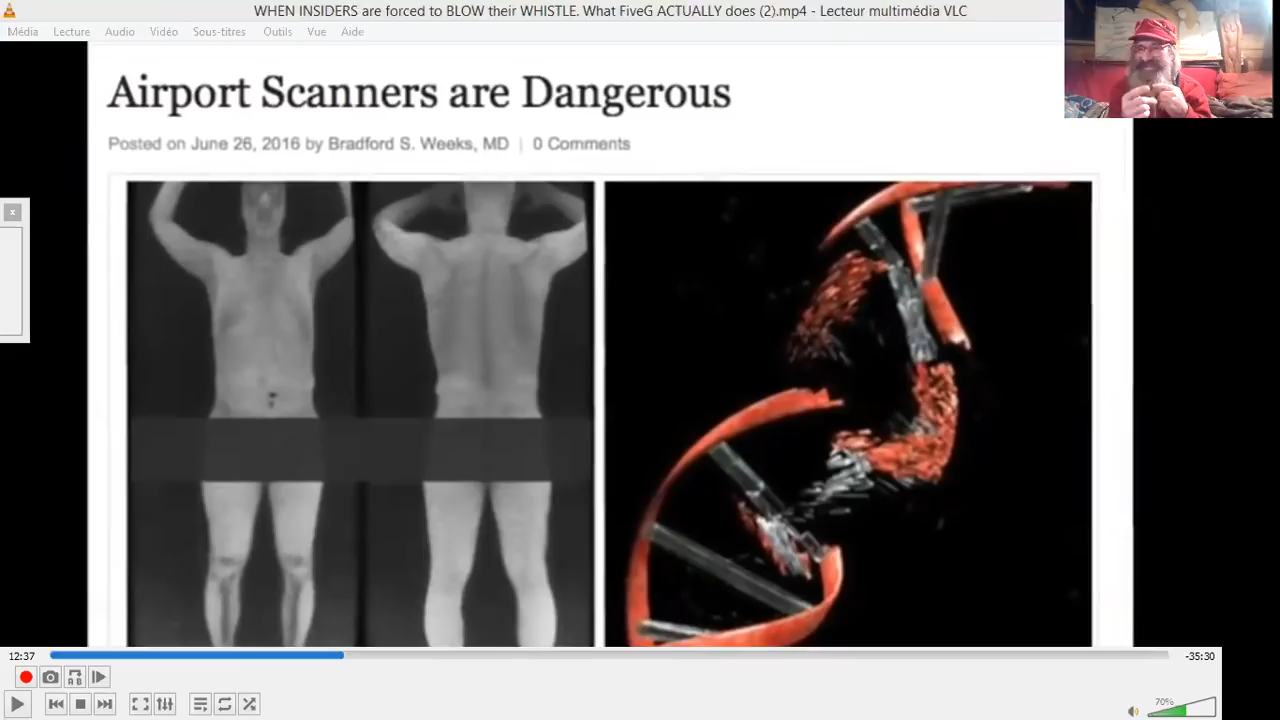 WHEN INSIDERS are forced to BLOW their WHISTLE. What FiveG ACTUALLY does (2).mp4 - Lecteur multimédia VLC
Média Lecture Audio Vidéo Sous-titres Outils Vue Aide
Airport Scanners are Dangerous
Posted on June 26, 2016 by Bradford S. Weeks, MD | 0 Comments
x
12:37
-35:30
A B
70%